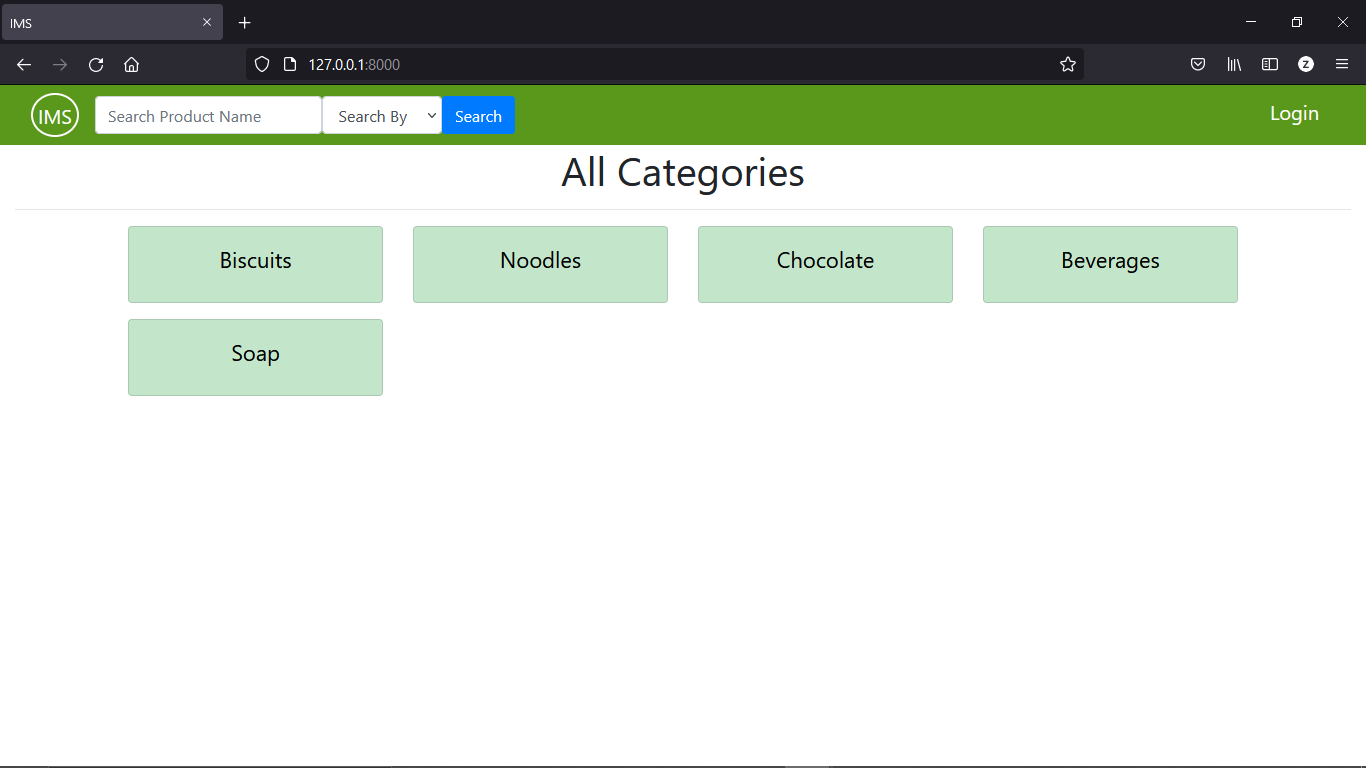 IMS
127.0.0.1:8000
Z
IMS Search Product Name Search By Search Login
All Categories
Biscuits Noodles Chocolate Beverages
Soap